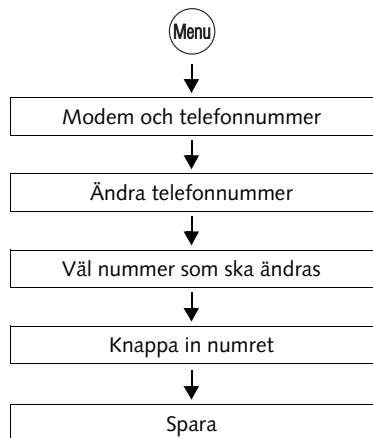 Menu
Modem och telefonnummer
Ändra telefonnummer
Väl nummer som ska ändras
Knappa in numret
Spara